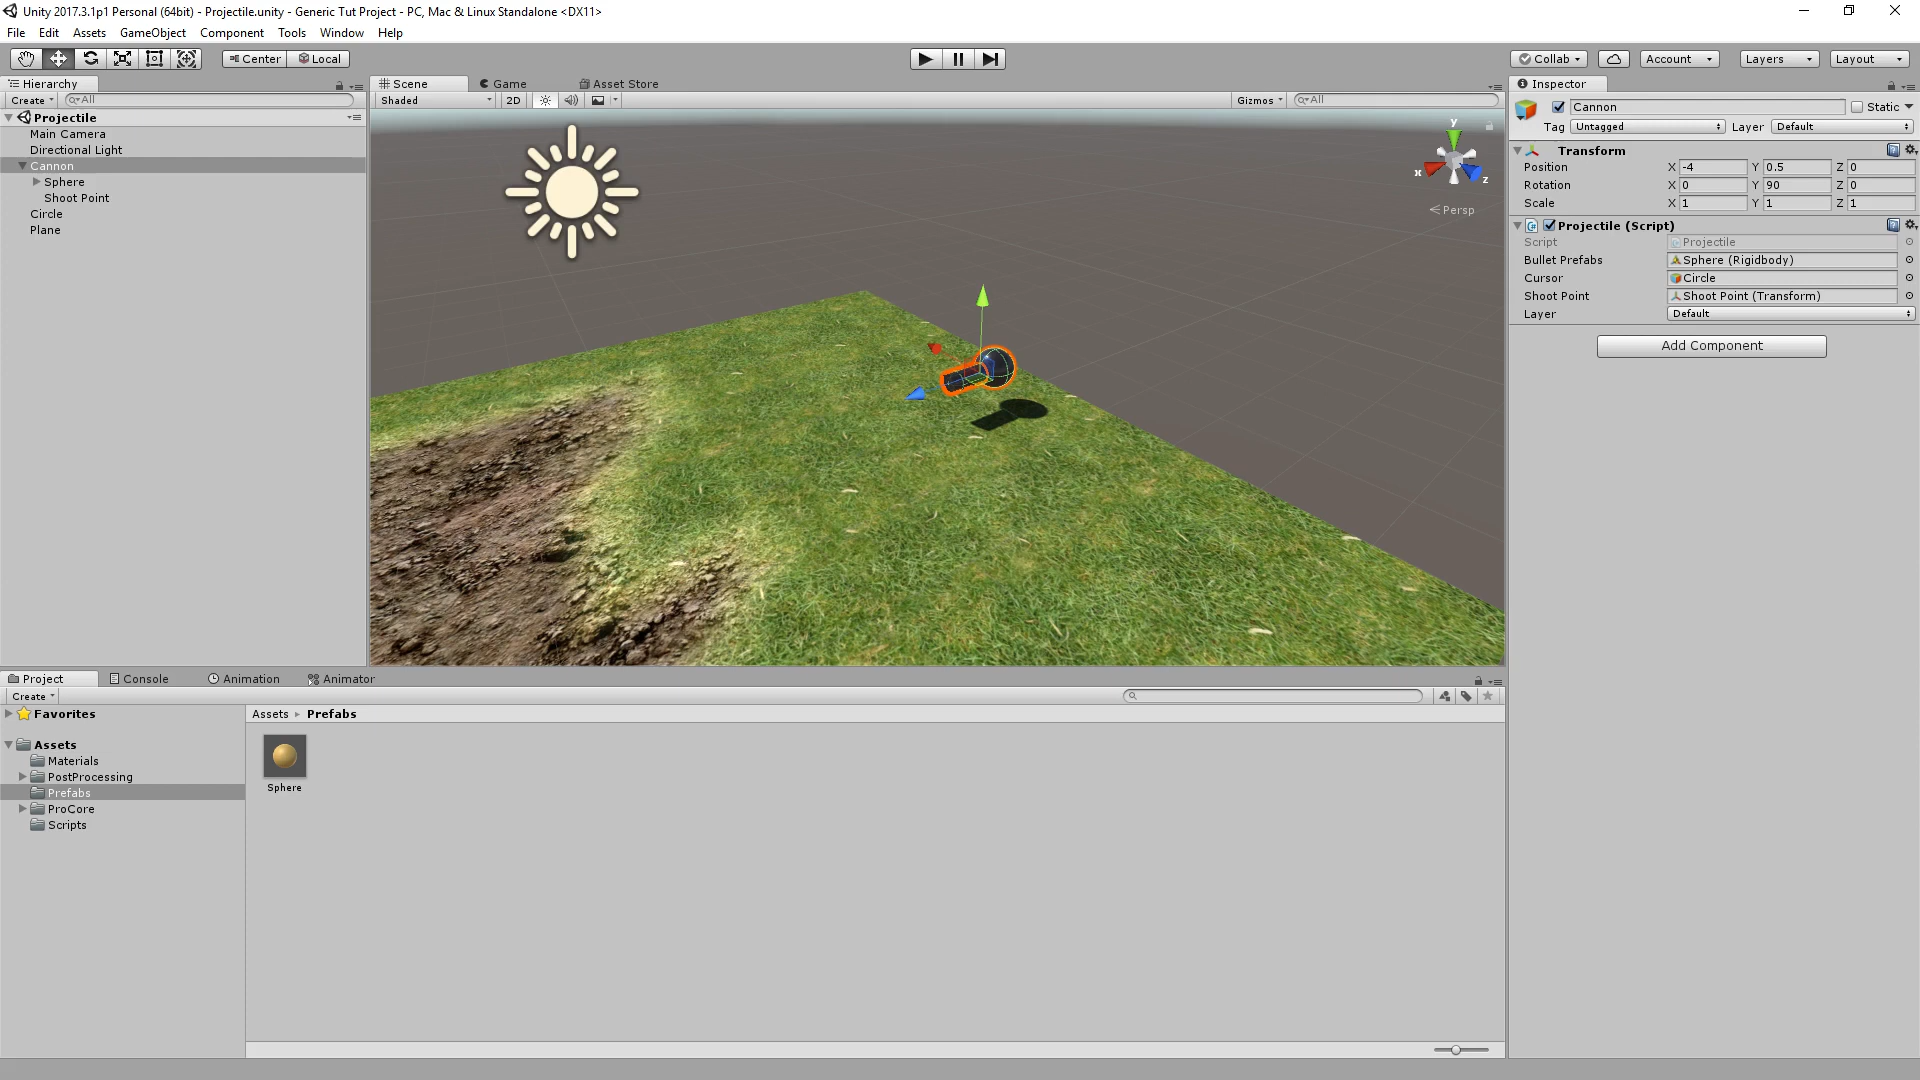 Unity 2017.3.1p1 Personal (64bit) - Projectile.unity - Generic Tut Project - PC, Mac & Linux Standalone <DX11>
File Edit Assets GameObject Component Tools Window Help
Center Local Collab Account Layers Layout
Hierarchy
Create All
Projectile
Main Camera
Directional Light
Cannon
Sphere
Shoot Point
Circle
Plane
Scene Game Asset Store
Shaded 2D Gizmos All
y
x
z
Persp
Inspector
Cannon Static
Tag Untagged Layer Default
Transform
Position X -4 Y 0.5 Z 0
Rotation X 0 Y 90 Z 0
Scale X 1 Y 1 Z 1
Projectile (Script)
Script Projectile
Bullet Prefabs Sphere (Rigidbody)
Cursor Circle
Shoot Point Shoot Point (Transform)
Layer Default
Add Component
Project Console Animation Animator
Create
Favorites
Assets
Materials
PostProcessing
Prefabs
ProCore
Scripts
Assets Prefabs
Sphere